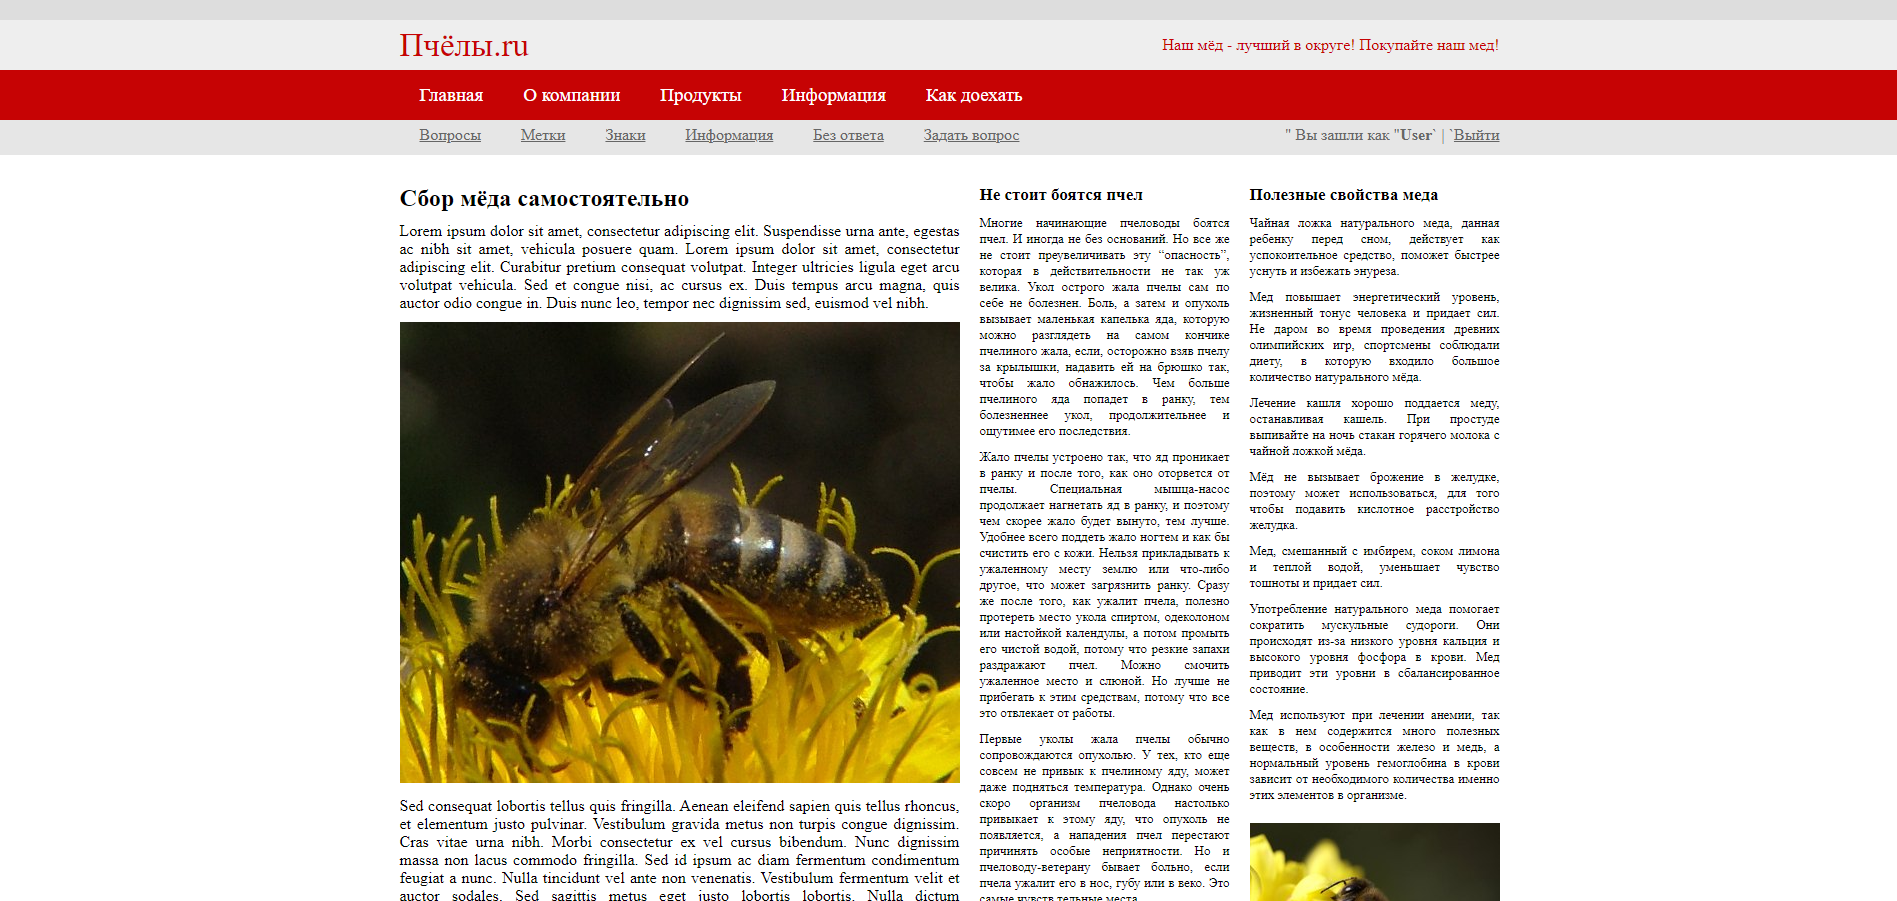 Пчёлы.ru
Наш мёд - лучший в округе! Покупайте наш мед!
Главная О компании Продукты Информация Как доехать
Вопросы Метки Знаки Информация Без ответа Задать вопрос
" Вы зашли как "User` | `Выйти
Сбор мёда самостоятельно
Lorem ipsum dolor sit amet, consectetur adipiscing elit. Suspendisse urna ante, egestas
ac nibh sit amet, vehicula posuere quam. Lorem ipsum dolor sit amet, consectetur
adipiscing elit. Curabitur pretium consequat volutpat. Integer ultricies ligula eget arcu
volutpat vehicula. Sed et congue nisi, ac cursus ex. Duis tempus arcu magna, quis
auctor odio congue in. Duis nunc leo, tempor nec dignissim sed, euismod vel nibh.
Sed consequat lobortis tellus quis fringilla. Aenean eleifend sapien quis tellus rhoncus,
et elementum justo pulvinar. Vestibulum gravida metus non turpis congue dignissim.
Cras vitae urna nibh. Morbi consectetur ex vel cursus bibendum. Nunc dignissim
massa non lacus commodo fringilla. Sed id ipsum ac diam fermentum condimentum
feugiat a nunc. Nulla tincidunt vel ante non venenatis. Vestibulum fermentum velit et
auctor sodales. Sed sagittis metus eget justo lobortis lobortis. Nulla dictum
Не стоит боятся пчел
Многие начинающие пчеловоды боятся
пчел. И иногда не без оснований. Но все же
не стоит преувеличивать эту “опасность”,
которая в действительности не так уж
велика. Укол острого жала пчелы сам по
себе не болезнен. Боль, а затем и опухоль
вызывает маленькая капелька яда, которую
можно разглядеть на самом кончике
пчелиного жала, если, осторожно взяв пчелу
за крылышки, надавить ей на брюшко так,
чтобы жало обнажилось. Чем больше
пчелиного яда попадет в ранку, тем
болезненнее укол, продолжительнее и
ощутимее его последствия.
Жало пчелы устроено так, что яд проникает
в ранку и после того, как оно оторвется от
пчелы. Специальная мышца-насос
продолжает нагнетать яд в ранку, и поэтому
чем скорее жало будет вынуто, тем лучше.
Удобнее всего поддеть жало ногтем и как бы
счистить его с кожи. Нельзя прикладывать к
ужаленному месту землю или что-либо
другое, что может загрязнить ранку. Сразу
же после того, как ужалит пчела, полезно
протереть место укола спиртом, одеколоном
или настойкой календулы, а потом промыть
его чистой водой, потому что резкие запахи
раздражают пчел. Можно смочить
ужаленное место и слюной. Но лучше не
прибегать к этим средствам, потому что все
это отвлекает от работы.
Первые уколы жала пчелы обычно
сопровождаются опухолью. У тех, кто еще
совсем не привык к пчелиному яду, может
даже подняться температура. Однако очень
скоро организм пчеловода настолько
привыкает к этому яду, что опухоль не
появляется, а нападения пчел перестают
причинять особые неприятности. Но и
пчеловоду-ветерану бывает больно, если
пчела ужалит его в нос, губу или в веко. Это
самые чувств тельные места.
Полезные свойства меда
Чайная ложка натурального меда, данная
ребенку перед сном, действует как
успокоительное средство, поможет быстрее
уснуть и избежать энуреза.
Мед повышает энергетический уровень,
жизненный тонус человека и придает сил.
Не даром во время проведения древних
олимпийских игр, спортсмены соблюдали
диету, в которую входило большое
количество натурального мёда.
Лечение кашля хорошо поддается меду,
останавливая кашель. При простуде
выпивайте на ночь стакан горячего молока с
чайной ложкой мёда.
Мёд не вызывает брожение в желудке,
поэтому может использоваться, для того
чтобы подавить кислотное расстройство
желудка.
Мед, смешанный с имбирем, соком лимона
и теплой водой, уменьшает чувство
тошноты и придает сил.
Употребление натурального меда помогает
сократить мускульные судороги. Они
происходят из-за низкого уровня кальция и
высокого уровня фосфора в крови. Мед
приводит эти уровни в сбалансированное
состояние.
Мед используют при лечении анемии, так
как в нем содержится много полезных
веществ, в особенности железо и медь, а
нормальный уровень гемоглобина в крови
зависит от необходимого количества именно
этих элементов в организме.